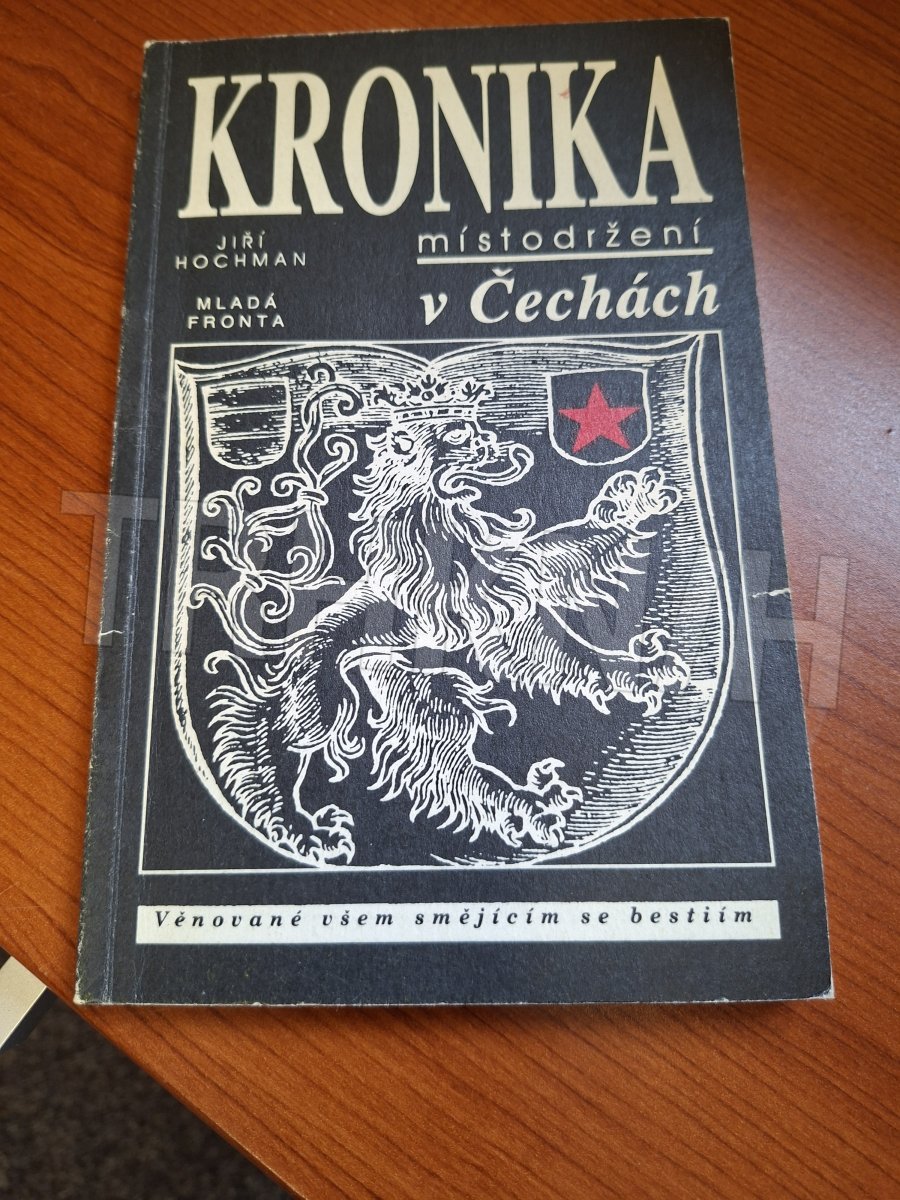 KRONIKA
JIŘÍ
HOCHMAN
místodržení
MLADÁ
FRONTA
v Čechách
Věnované všem smějícím se bestiím